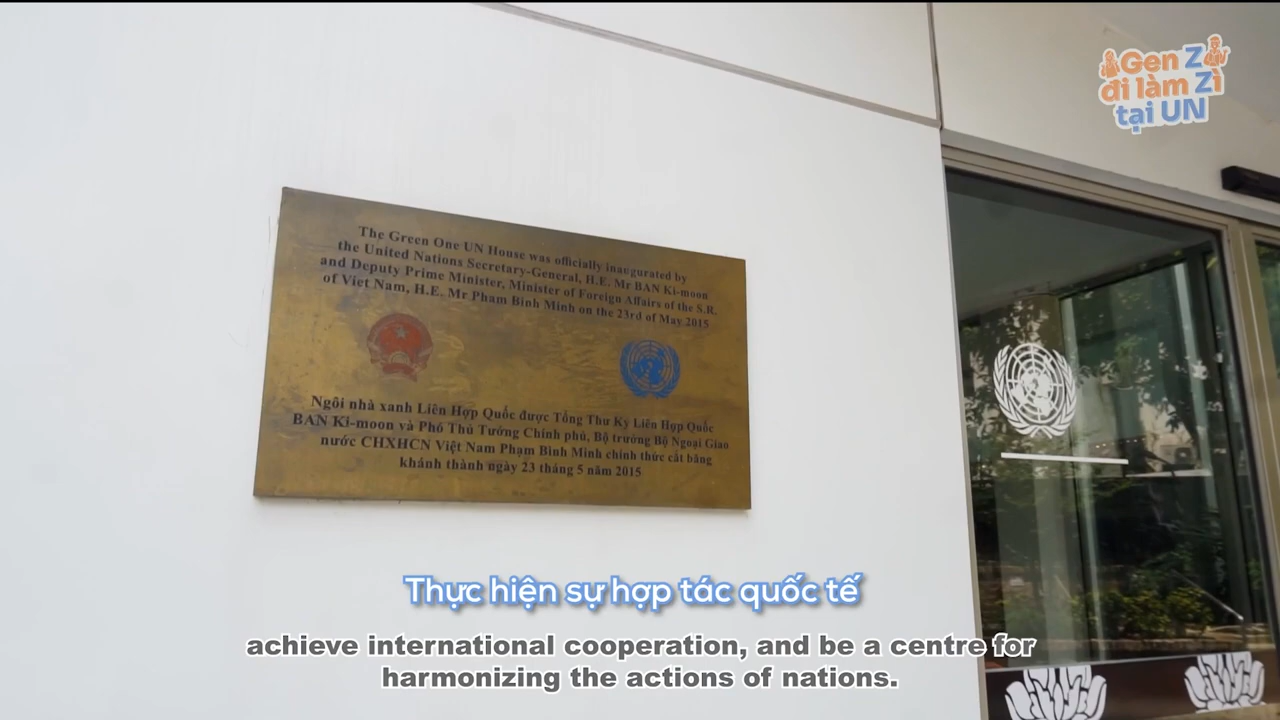 Gen Z
đi làm Zì
tại UN
The Green One UN House was officially inaugurated by
the United Nations Secretary-General, H.E. Mr BAN Ki-moon
and Deputy Prime Minister, Minister of Foreign Affairs of the S.R.
of Viet Nam, H.E. Mr Pham Binh Minh on the 23rd of May 2015
Ngôi nhà xanh Liên Hợp Quốc được Tổng Thư Ký Liên Hợp Quốc
BAN Ki-moon và Phó Thủ Tướng Chính phủ, Bộ trưởng Bộ Ngoại Giao
nước CHXHCN Việt Nam Phạm Bình Minh chính thức cắt băng
khánh thành ngày 23 tháng 5 năm 2015
Thực hiện sự hợp tác quốc tế
achieve international cooperation, and be a centre for
harmonizing the actions of nations.